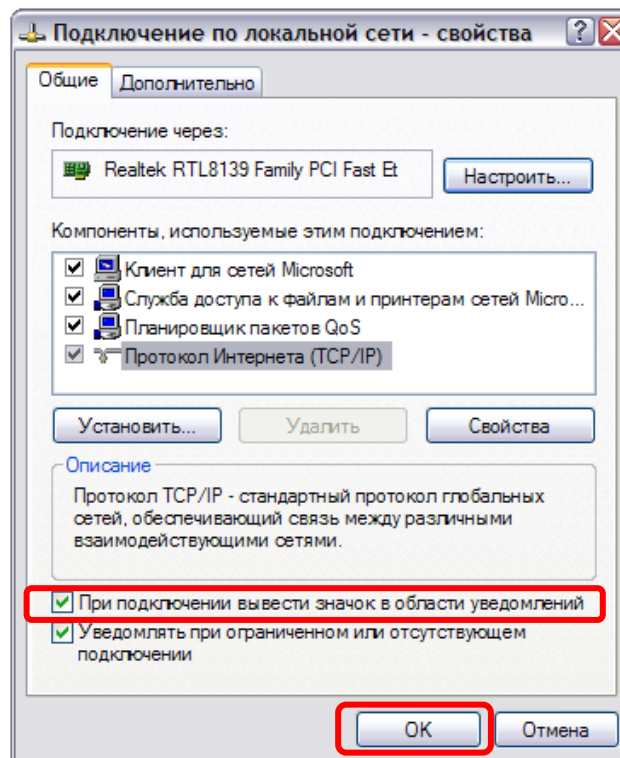 Подключение по локальной сети - свойства
Общие
Дополнительно
Подключение через:
Realtek RTL8139 Family PCI Fast Et
Настроить...
Компоненты, используемые этим подключением:
Клиент для сетей Microsoft
Служба доступа к файлам и принтерам сетей Micro...
Планировщик пакетов QoS
Протокол Интернета (TCP/IP)
Установить...
Удалить
Свойства
Описание
Протокол TCP/IP - стандартный протокол глобальных
сетей, обеспечивающий связь между различными
взаимодействующими сетями.
При подключении вывести значок в области уведомлений
Уведомлять при ограниченном или отсутствующем
подключении
OK
Отмена